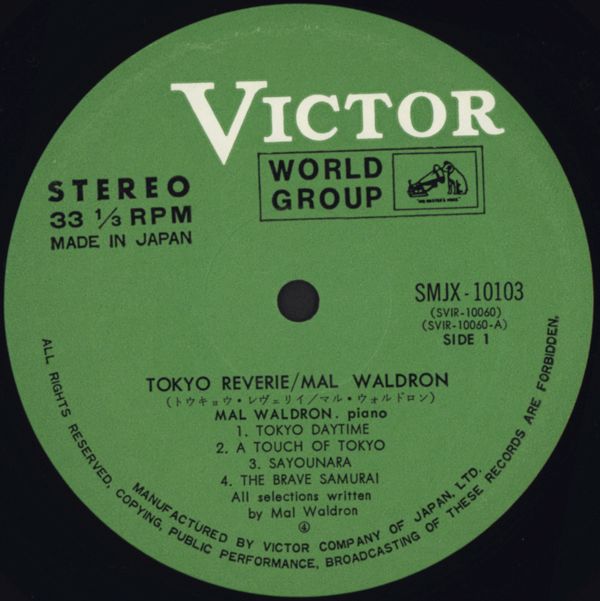 VICTOR
WORLD
GROUP
"HIS MASTER'S VOICE"
STEREO
33 1/3 RPM
MADE IN JAPAN
SMJX-10103
(SVIR-10060)
(SVIR-10060-A)
SIDE 1
TOKYO REVERIE/MAL WALDRON
(トウキョウ・レヴェリイ/マル・ウォルドロン)
MAL WALDRON. piano
1. TOKYO DAYTIME
2. A TOUCH OF TOKYO
3. SAYOUNARA
4. THE BRAVE SAMURAI
All selections written
by Mal Waldron
④
MANUFACTURED BY VICTOR COMPANY OF JAPAN, LTD.
ALL RIGHTS RESERVED, COPYING, PUBLIC PERFORMANCE, BROADCASTING OF THESE RECORDS ARE FORBIDDEN.